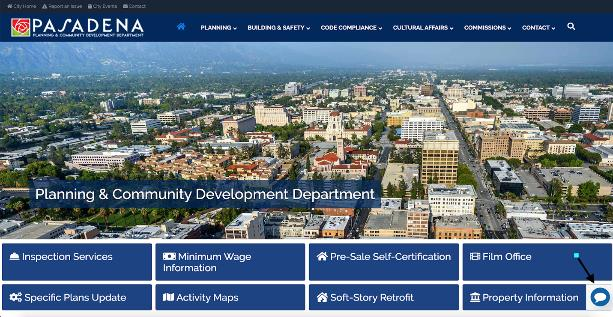 City Home Report an Issue City Events Contact
PASADENA
PLANNING & COMMUNITY DEVELOPMENT DEPARTMENT
PLANNING BUILDING & SAFETY CODE COMPLIANCE CULTURAL AFFAIRS COMMISSIONS CONTACT
Planning & Community Development Department
Inspection Services
Minimum Wage
Information
Pre-Sale Self-Certification
Film Office
Specific Plans Update
Activity Maps
Soft-Story Retrofit
Property Information